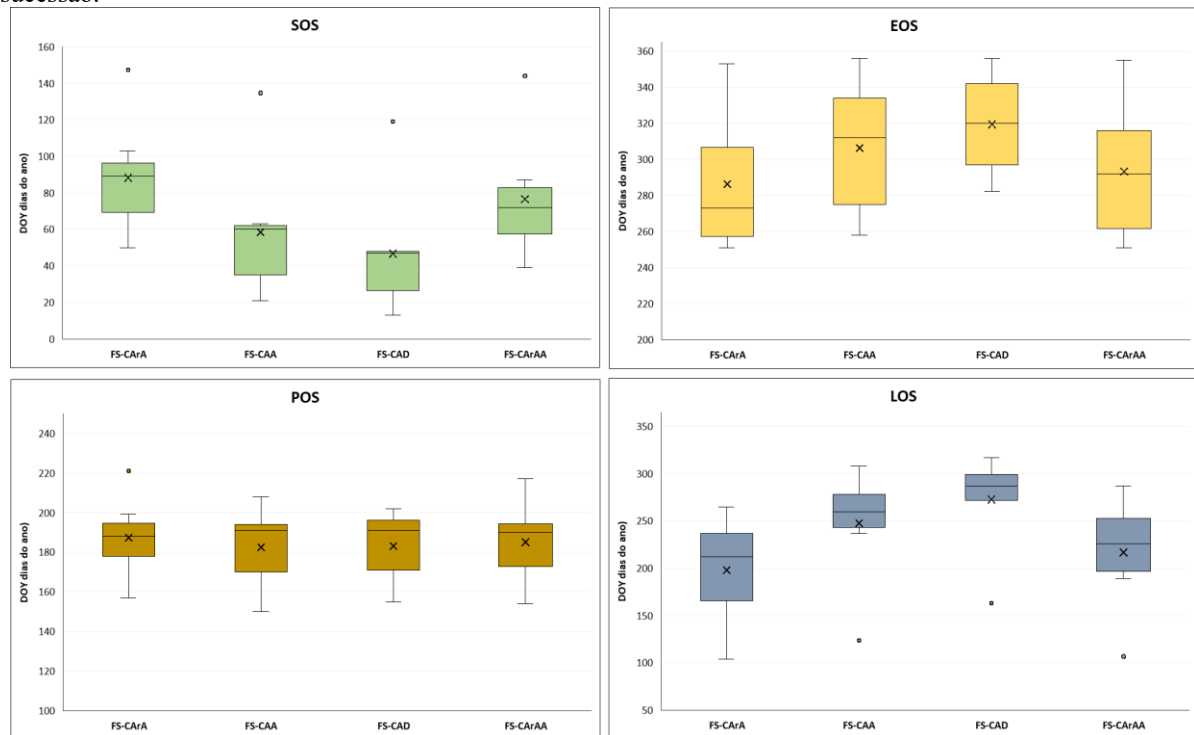 sucessão.
SOS
DOY dias do ano)
160
140
120
100
80
60
40
20
0
FS-CArA FS-CAA FS-CAD FS-CArAA
EOS
DOY dias do ano)
360
340
320
300
280
260
240
220
200
FS-CArA FS-CAA FS-CAD FS-CArAA
POS
DOY dias do ano)
240
220
200
180
160
140
120
100
FS-CArA FS-CAA FS-CAD FS-CArAA
LOS
DOY dias do ano)
350
300
250
200
150
100
50
FS-CArA FS-CAA FS-CAD FS-CArAA